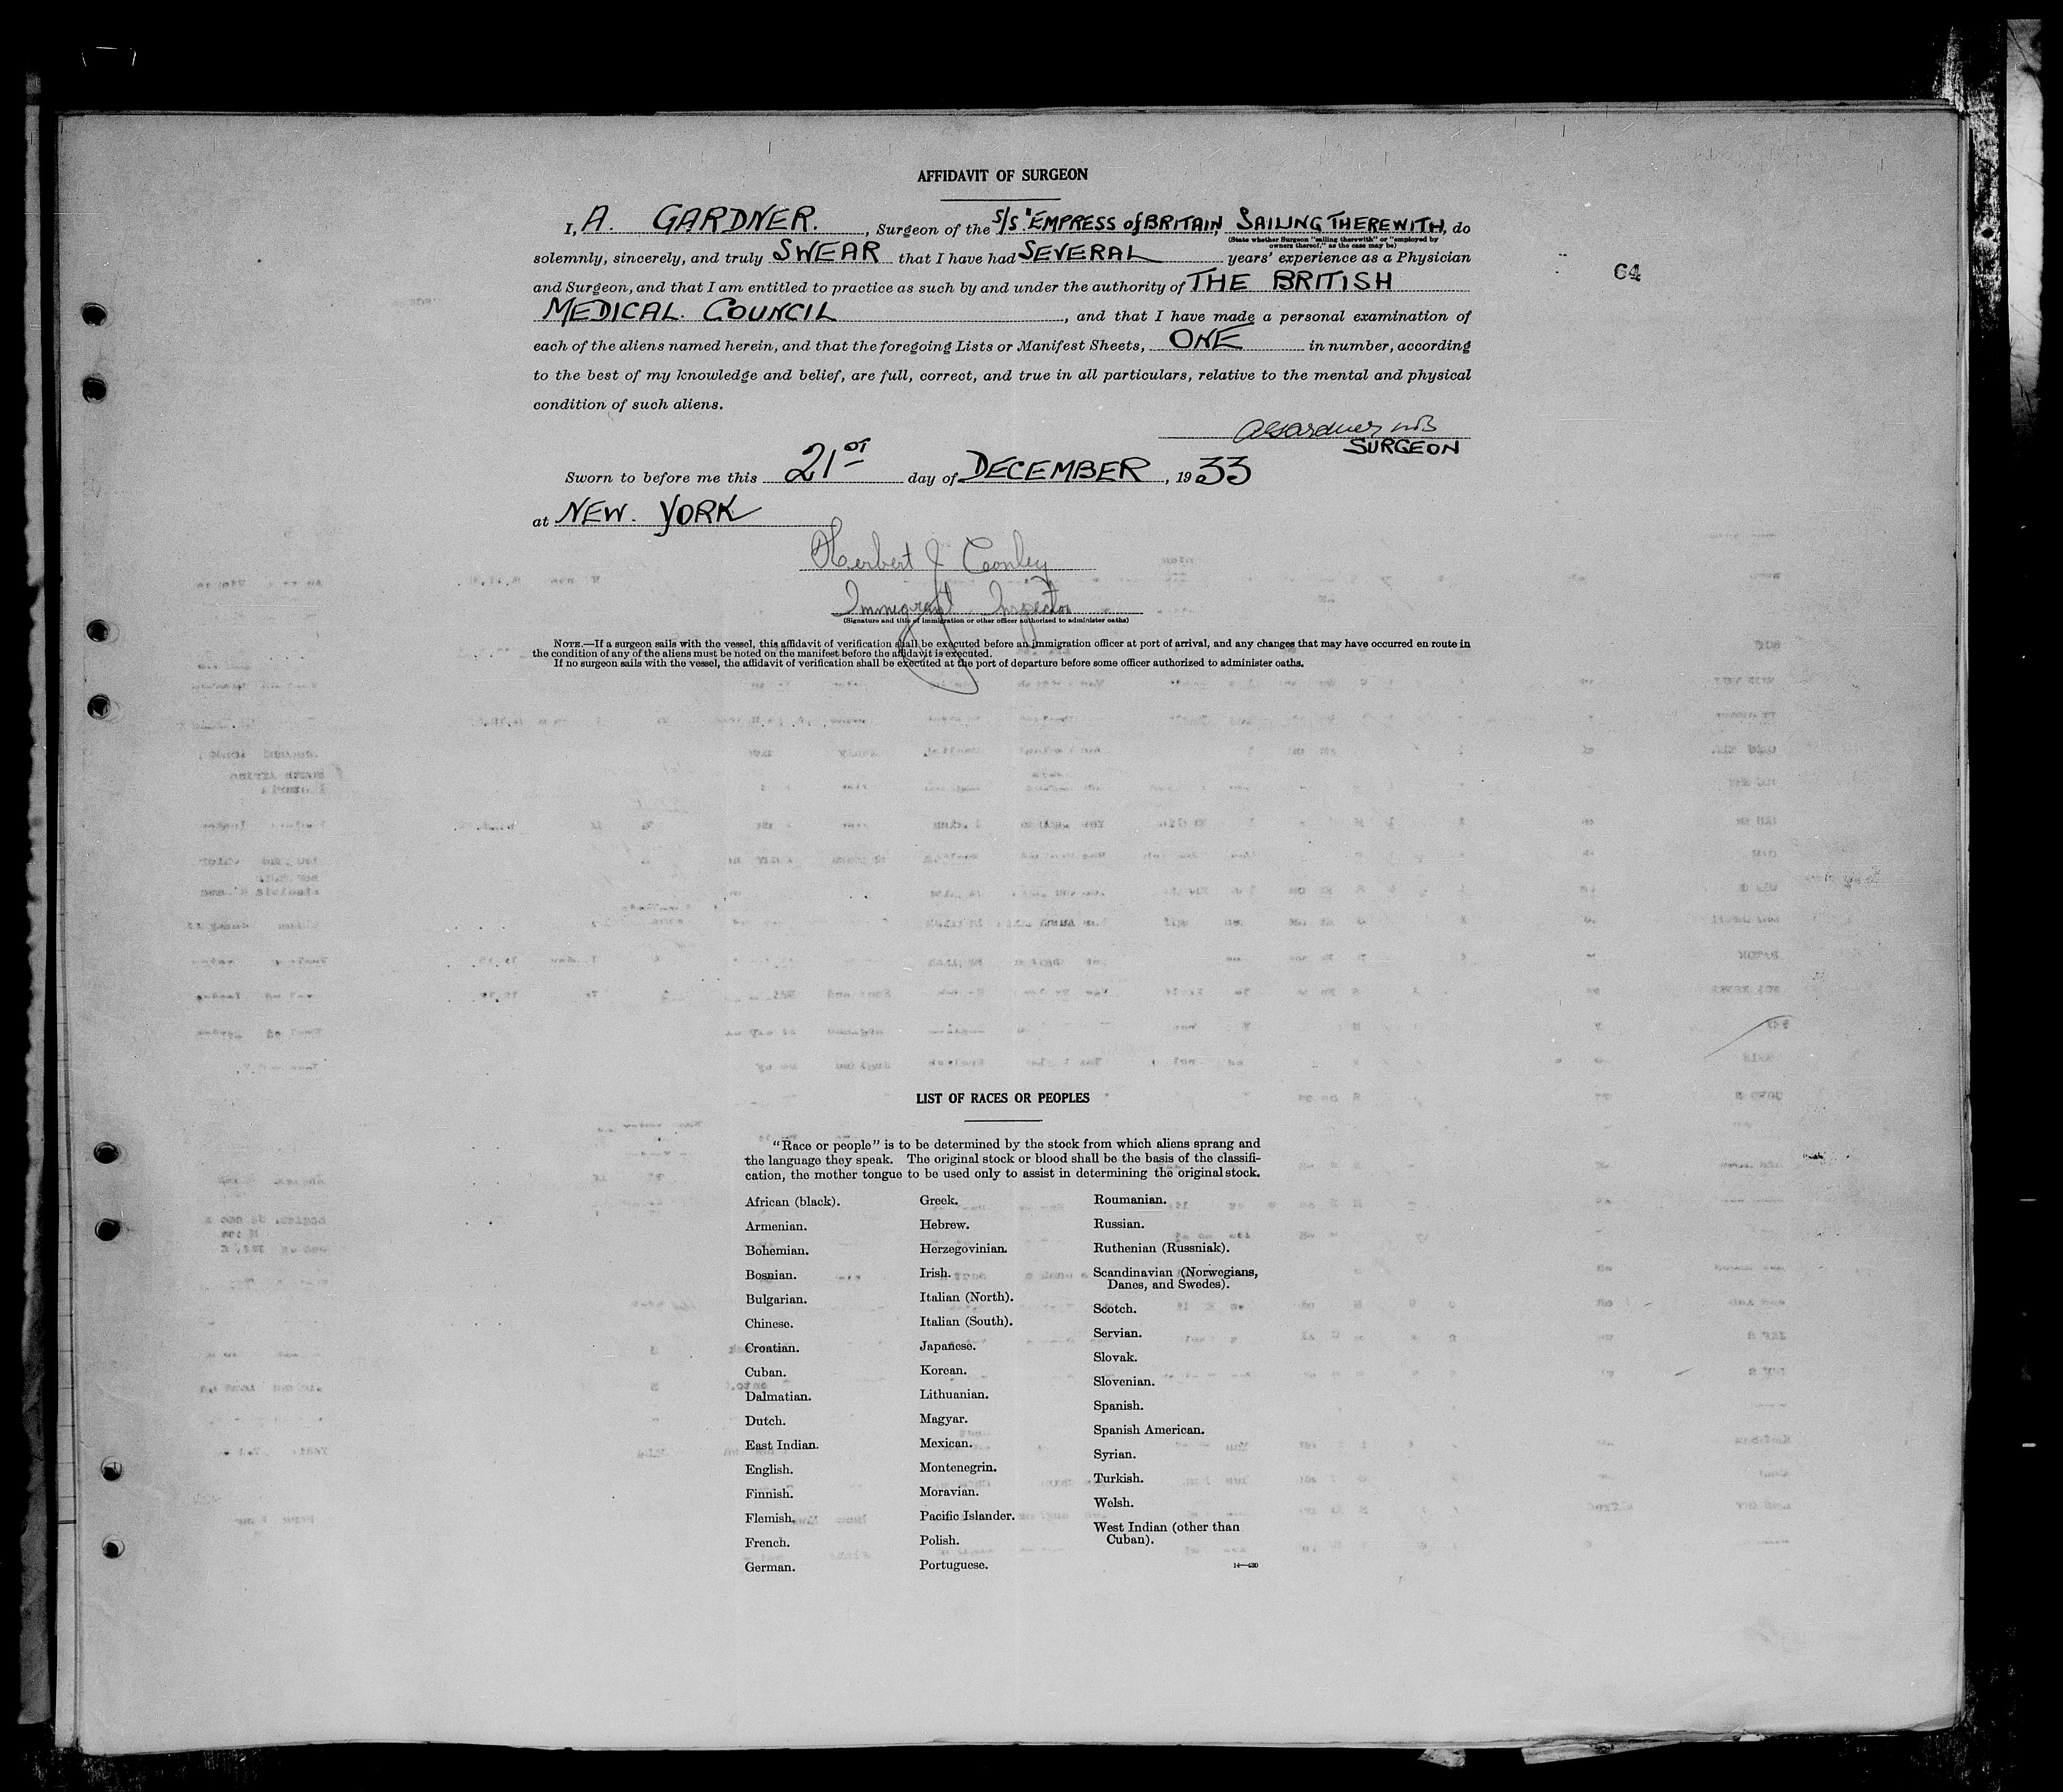 AFFIDAVIT OF SURGEON
I, A. GARDNER., Surgeon of the S/S "EMPRESS of BRITAIN, SAILING THEREWITH, do
(State whether Surgeon "sailing therewith" or "employed by
owners thereof," as the case may be)
solemnly, sincerely, and truly SWEAR that I have had SEVERAL years' experience as a Physician
64
and Surgeon, and that I am entitled to practice as such by and under the authority of THE BRITISH
MEDICAL. COUNCIL, and that I have made a personal examination of
each of the aliens named herein, and that the foregoing Lists or Manifest Sheets, ONE in number, according
to the best of my knowledge and belief, are full, correct, and true in all particulars, relative to the mental and physical
condition of such aliens.
AGardner MB
SURGEON
Sworn to before me this 21ST day of DECEMBER, 1933
at NEW. YORK
Herbert J Conley
Immigrant Inspector
(Signature and title of immigration or other officer authorized to administer oaths)
NOTE.—If a surgeon sails with the vessel, this affidavit of verification shall be executed before an immigration officer at port of arrival, and any changes that may have occurred en route in
the condition of any of the aliens must be noted on the manifest before the affidavit is executed.
If no surgeon sails with the vessel, the affidavit of verification shall be executed at the port of departure before some officer authorized to administer oaths.
LIST OF RACES OR PEOPLES
"Race or people" is to be determined by the stock from which aliens sprang and
the language they speak. The original stock or blood shall be the basis of the classifi-
cation, the mother tongue to be used only to assist in determining the original stock.
African (black).
Armenian.
Bohemian.
Bosnian.
Bulgarian.
Chinese.
Croatian.
Cuban.
Dalmatian.
Dutch.
East Indian.
English.
Finnish.
Flemish.
French.
German.
Greek.
Hebrew.
Herzegovinian.
Irish.
Italian (North).
Italian (South).
Japanese.
Korean.
Lithuanian.
Magyar.
Mexican.
Montenegrin.
Moravian.
Pacific Islander.
Polish.
Portuguese.
Roumanian.
Russian.
Ruthenian (Russniak).
Scandinavian (Norwegians,
Danes, and Swedes).
Scotch.
Servian.
Slovak.
Slovenian.
Spanish.
Spanish American.
Syrian.
Turkish.
Welsh.
West Indian (other than
Cuban).